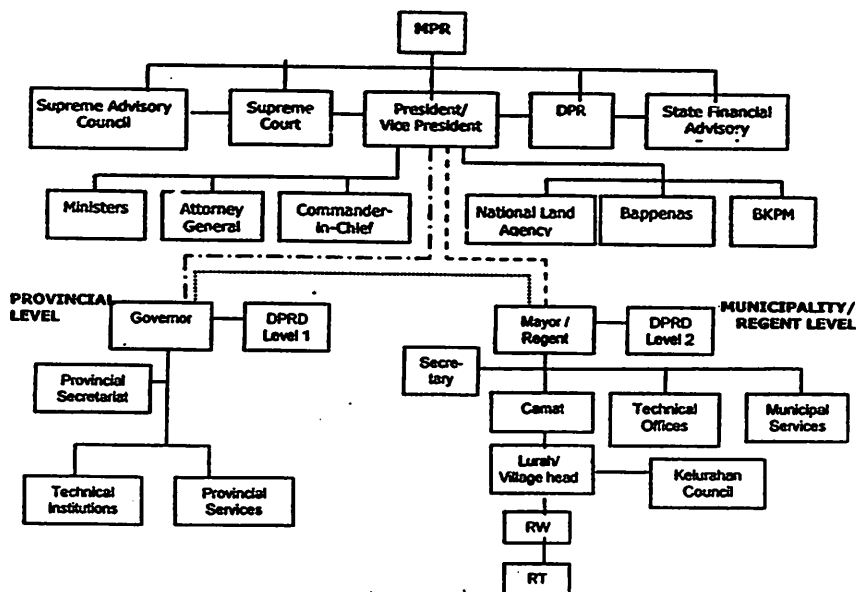 MPR
Supreme Advisory
Council
Supreme
Court
President/
Vice President
DPR
State Financial
Advisory
Ministers
Attorney
General
Commander-
in-Chief
National Land
Agency
Bappenas
BKPM
PROVINCIAL
LEVEL
Governor
DPRD
Level 1
Mayor /
Regent
DPRD
Level 2
MUNICIPALITY/
REGENT LEVEL
Provincial
Secretariat
Secre-
tary
Camat
Technical
Offices
Municipal
Services
Technical
Institutions
Provincial
Services
Lurah/
Village head
Kelurahan
Council
RW
RT